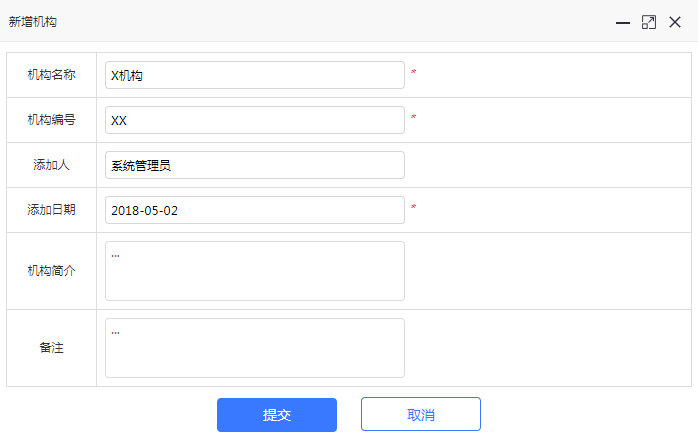 新增机构
机构名称 X机构 *
机构编号 XX *
添加人 系统管理员
添加日期 2018-05-02 *
机构简介 ...
备注 ...
提交 取消